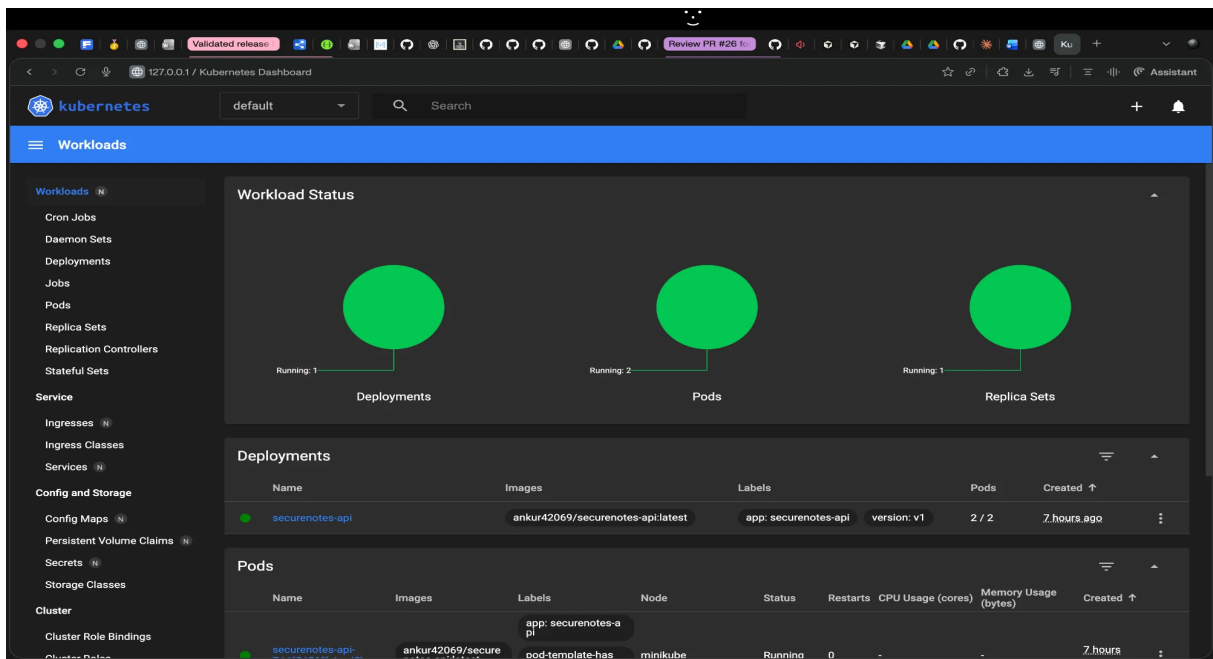 Validated release
Review PR #26 for
Ku
127.0.0.1 / Kubernetes Dashboard
Assistant
kubernetes
default
Search
Workloads
Workloads N
Cron Jobs
Daemon Sets
Deployments
Jobs
Pods
Replica Sets
Replication Controllers
Stateful Sets
Service
Ingresses N
Ingress Classes
Services N
Config and Storage
Config Maps N
Persistent Volume Claims N
Secrets N
Storage Classes
Cluster
Cluster Role Bindings
Cluster Roles
Workload Status
Running: 1
Running: 2
Running: 1
Deployments
Pods
Replica Sets
Deployments
Name Images Labels Pods Created
securenotes-api ankur42069/securenotes-api:latest app: securenotes-api version: v1 2 / 2 7 hours ago
Pods
Name Images Labels Node Status Restarts CPU Usage (cores) Memory Usage (bytes) Created
app: securenotes-a
pi
securenotes-api- ankur42069/secure pod-template-has minikube Running 0 - - 7 hours